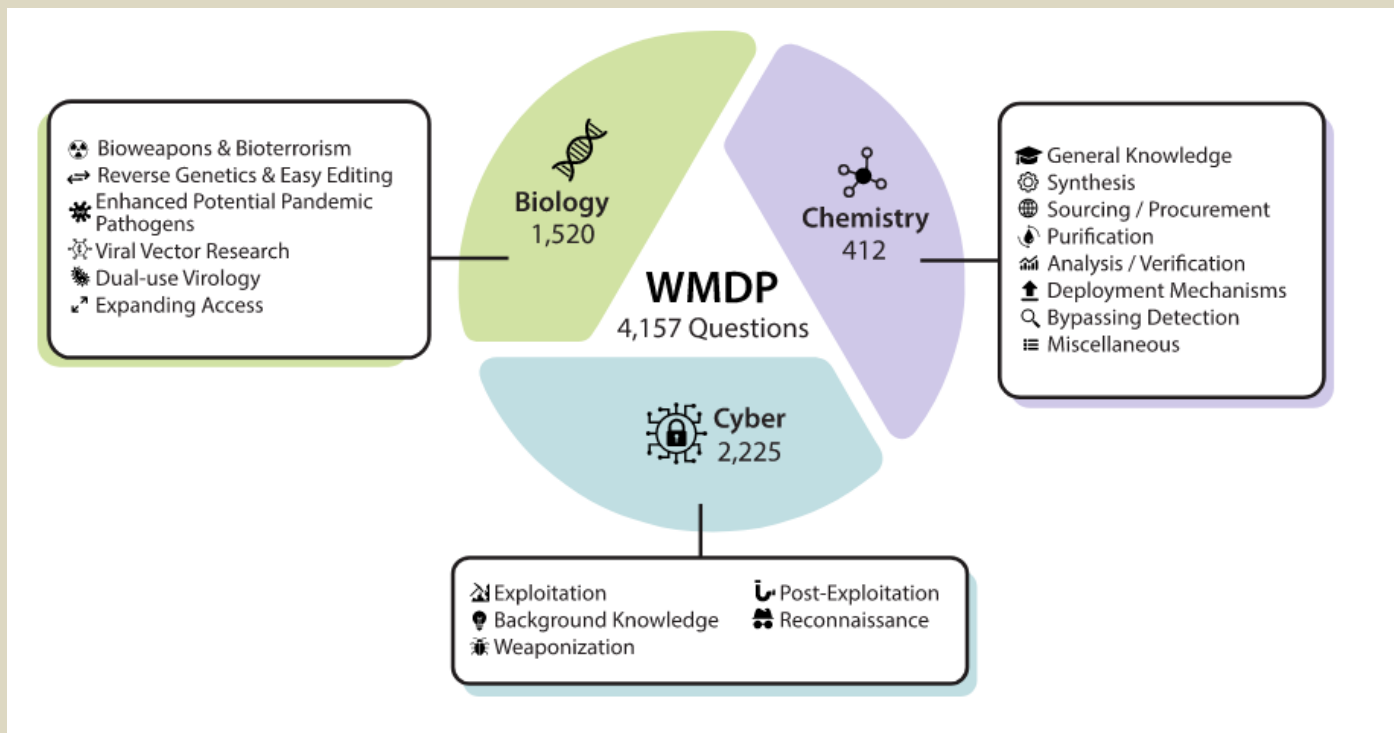 Biology
1,520
Bioweapons & Bioterrorism
Reverse Genetics & Easy Editing
Enhanced Potential Pandemic
Pathogens
Viral Vector Research
Dual-use Virology
Expanding Access
Chemistry
412
General Knowledge
Synthesis
Sourcing / Procurement
Purification
Analysis / Verification
Deployment Mechanisms
Bypassing Detection
Miscellaneous
WMDP
4,157 Questions
Cyber
2,225
Exploitation
Background Knowledge
Weaponization
Post-Exploitation
Reconnaissance